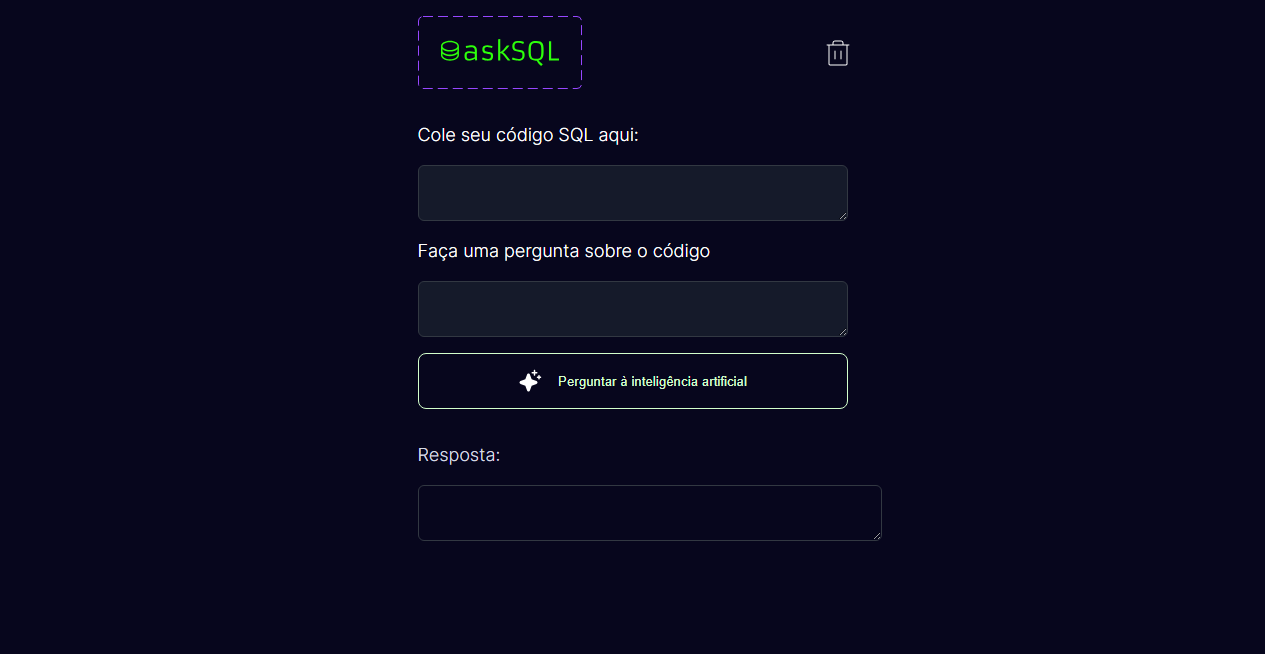 askSQL
Cole seu código SQL aqui:
Faça uma pergunta sobre o código
Perguntar à inteligência artificial
Resposta: